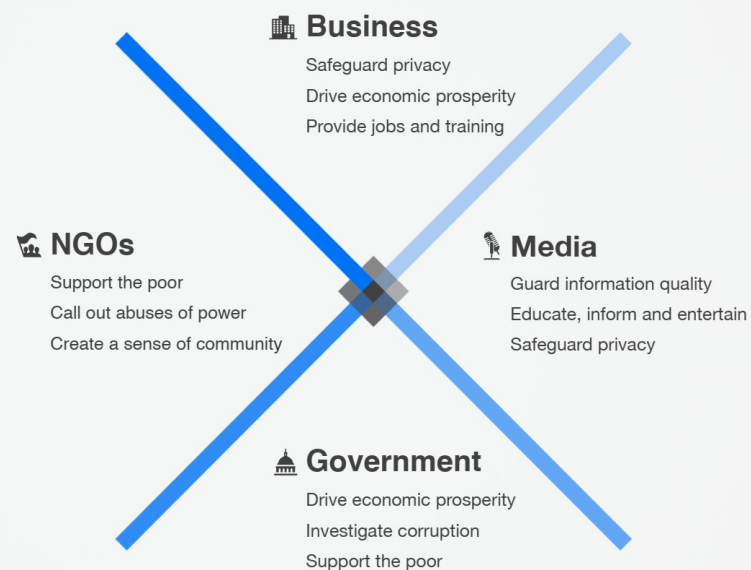 Business
Safeguard privacy
Drive economic prosperity
Provide jobs and training
NGOs
Support the poor
Call out abuses of power
Create a sense of community
Media
Guard information quality
Educate, inform and entertain
Safeguard privacy
Government
Drive economic prosperity
Investigate corruption
Support the poor